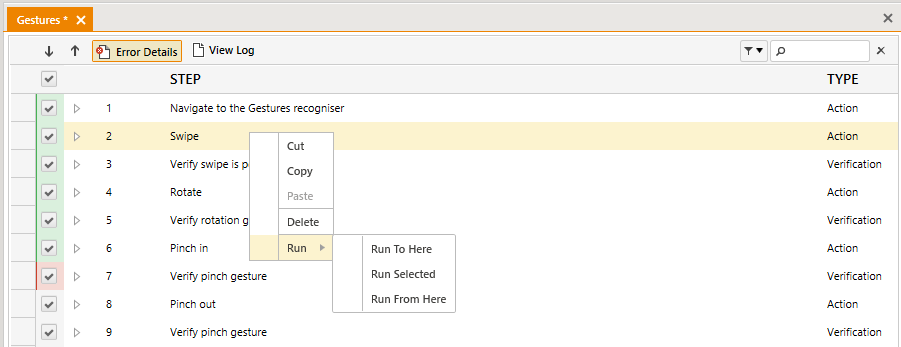 Gestures *
Error Details View Log
STEP TYPE
1 Navigate to the Gestures recogniser Action
2 Swipe Action
Cut
3 Verify swipe is p Verification
Copy
4 Rotate Action
Paste
5 Verify rotation g Verification
Delete
6 Pinch in Action
Run Run To Here
7 Verify pinch gesture Verification
Run Selected
8 Pinch out Action
Run From Here
9 Verify pinch gesture Verification